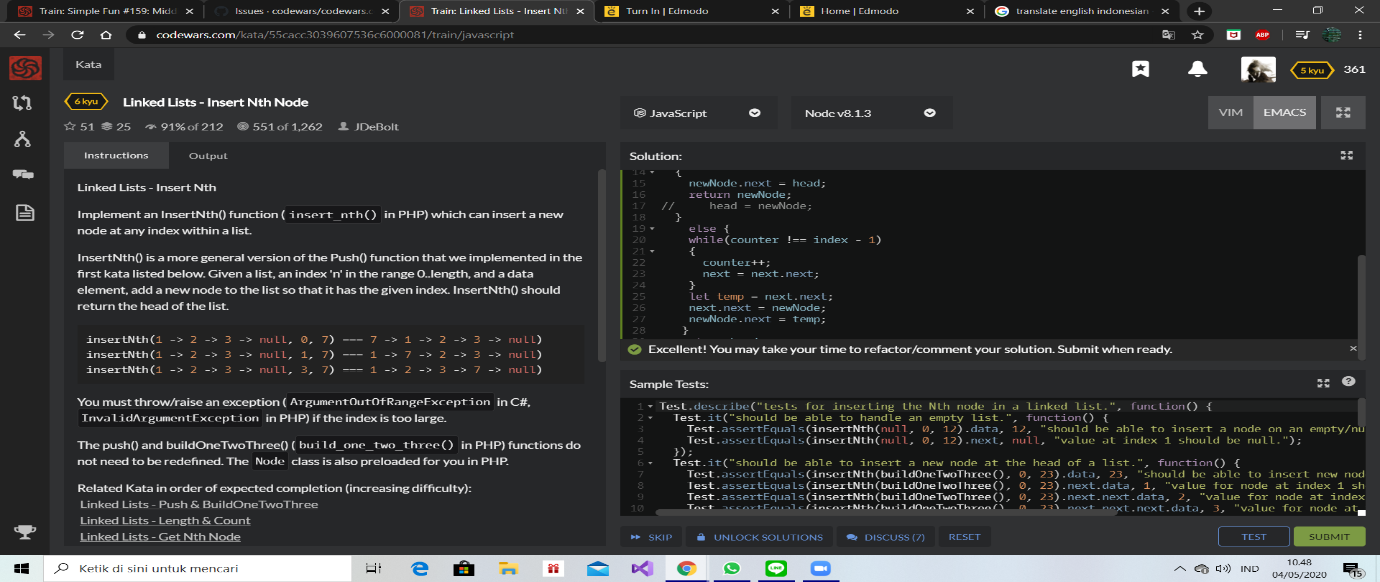 Train: Simple Fun #159: Midd
Issues · codewars/codewars.c
Train: Linked Lists - Insert Nth
Turn In | Edmodo
Home | Edmodo
translate english indonesian
codewars.com/kata/55cacc3039607536c6000081/train/javascript
ABP
Kata
5 kyu 361
6 kyu Linked Lists - Insert Nth Node
51 25 91% of 212 551 of 1,262 JDeBolt
JavaScript
Node v8.1.3
VIM EMACS
Instructions Output
Linked Lists - Insert Nth
Implement an InsertNth() function ( insert_nth() in PHP) which can insert a new
node at any index within a list.
InsertNth() is a more general version of the Push() function that we implemented in the
first kata listed below. Given a list, an index 'n' in the range 0..length, and a data
element, add a new node to the list so that it has the given index. InsertNth() should
return the head of the list.
insertNth(1 -> 2 -> 3 -> null, 0, 7) === 7 -> 1 -> 2 -> 3 -> null)
insertNth(1 -> 2 -> 3 -> null, 1, 7) === 1 -> 7 -> 2 -> 3 -> null)
insertNth(1 -> 2 -> 3 -> null, 3, 7) === 1 -> 2 -> 3 -> 7 -> null)
You must throw/raise an exception ( ArgumentOutOfRangeException in C#,
InvalidArgumentException in PHP) if the index is too large.
The push() and buildOneTwoThree() ( build_one_two_three() in PHP) functions do
not need to be redefined. The Node class is also preloaded for you in PHP.
Related Kata in order of expected completion (increasing difficulty):
Linked Lists - Push & BuildOneTwoThree
Linked Lists - Length & Count
Linked Lists - Get Nth Node
Solution:
14 {
15 newNode.next = head;
16 return newNode;
17 // head = newNode;
18 }
19 else {
20 while(counter !== index - 1)
21 {
22 counter++;
23 next = next.next;
24 }
25 let temp = next.next;
26 next.next = newNode;
27 newNode.next = temp;
28 }
Excellent! You may take your time to refactor/comment your solution. Submit when ready.
Sample Tests:
1 Test.describe("tests for inserting the Nth node in a linked list.", function() {
2 Test.it("should be able to handle an empty list.", function() {
3 Test.assertEquals(insertNth(null, 0, 12).data, 12, "should be able to insert a node on an empty/nu
4 Test.assertEquals(insertNth(null, 0, 12).next, null, "value at index 1 should be null.");
5 });
6 Test.it("should be able to insert a new node at the head of a list.", function() {
7 Test.assertEquals(insertNth(buildOneTwoThree(), 0, 23).data, 23, "should be able to insert new nod
8 Test.assertEquals(insertNth(buildOneTwoThree(), 0, 23).next.data, 1, "value for node at index 1 sh
9 Test.assertEquals(insertNth(buildOneTwoThree(), 0, 23).next.next.data, 2, "value for node at index
10 Test.assertEquals(insertNth(buildOneTwoThree(), 0, 23).next.next.next.data, 3, "value for node at
SKIP UNLOCK SOLUTIONS DISCUSS (7) RESET TEST SUBMIT
Ketik di sini untuk mencari
IND
10.48
04/05/2020
15